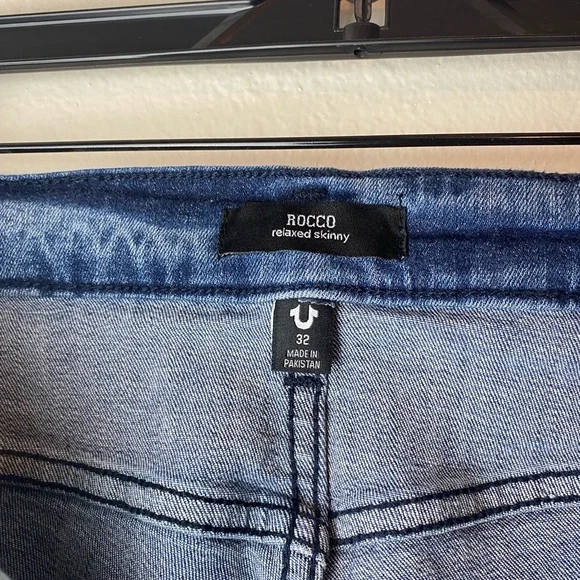 ROCCO
relaxed skinny
32
MADE IN
PAKISTAN